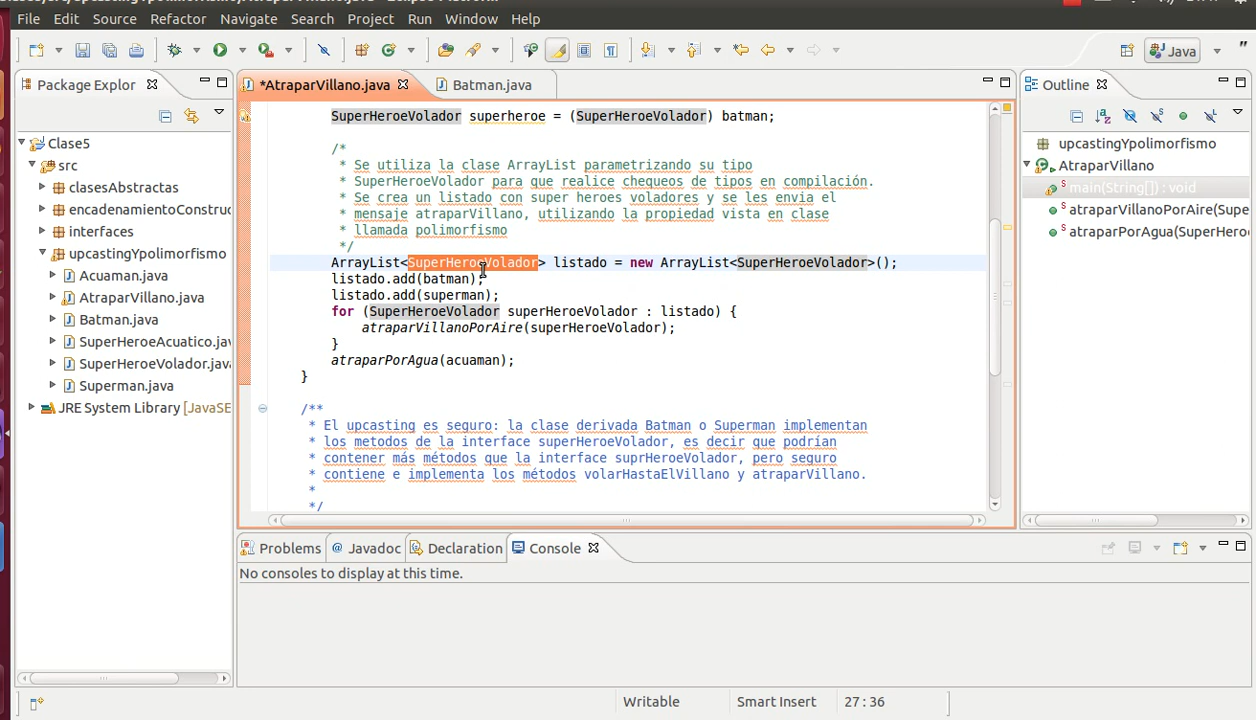 File Edit Source Refactor Navigate Search Project Run Window Help
Java
Package Explor
*AtraparVillano.java
Batman.java
Outline
Clase5
src
clasesAbstractas
encadenamientoConstruc
interfaces
upcastingYpolimorfismo
Acuaman.java
AtraparVillano.java
Batman.java
SuperHeroeAcuatico.jav
SuperHeroeVolador.java
Superman.java
JRE System Library [JavaSE
SuperHeroeVolador superheroe = (SuperHeroeVolador) batman;
/*
* Se utiliza la clase ArrayList parametrizando su tipo
* SuperHeroeVolador para que realice chequeos de tipos en compilación.
* Se crea un listado con super heroes voladores y se les envia el
* mensaje atraparVillano, utilizando la propiedad vista en clase
* llamada polimorfismo
*/
ArrayList<SuperHeroeVolador> listado = new ArrayList<SuperHeroeVolador>();
listado.add(batman);
listado.add(superman);
for (SuperHeroeVolador superHeroeVolador : listado) {
atraparVillanoPorAire(superHeroeVolador);
}
atraparPorAgua(acuaman);
}
/**
* El upcasting es seguro: la clase derivada Batman o Superman implementan
* los metodos de la interface superHeroeVolador, es decir que podrían
* contener más métodos que la interface suprHeroeVolador, pero seguro
* contiene e implementa los métodos volarHastaElVillano y atraparVillano.
*
*/
upcastingYpolimorfismo
AtraparVillano
main(String[]) : void
atraparVillanoPorAire(Supe
atraparPorAgua(SuperHeroe
Problems
@ Javadoc
Declaration
Console
No consoles to display at this time.
Writable
Smart Insert
27 : 36